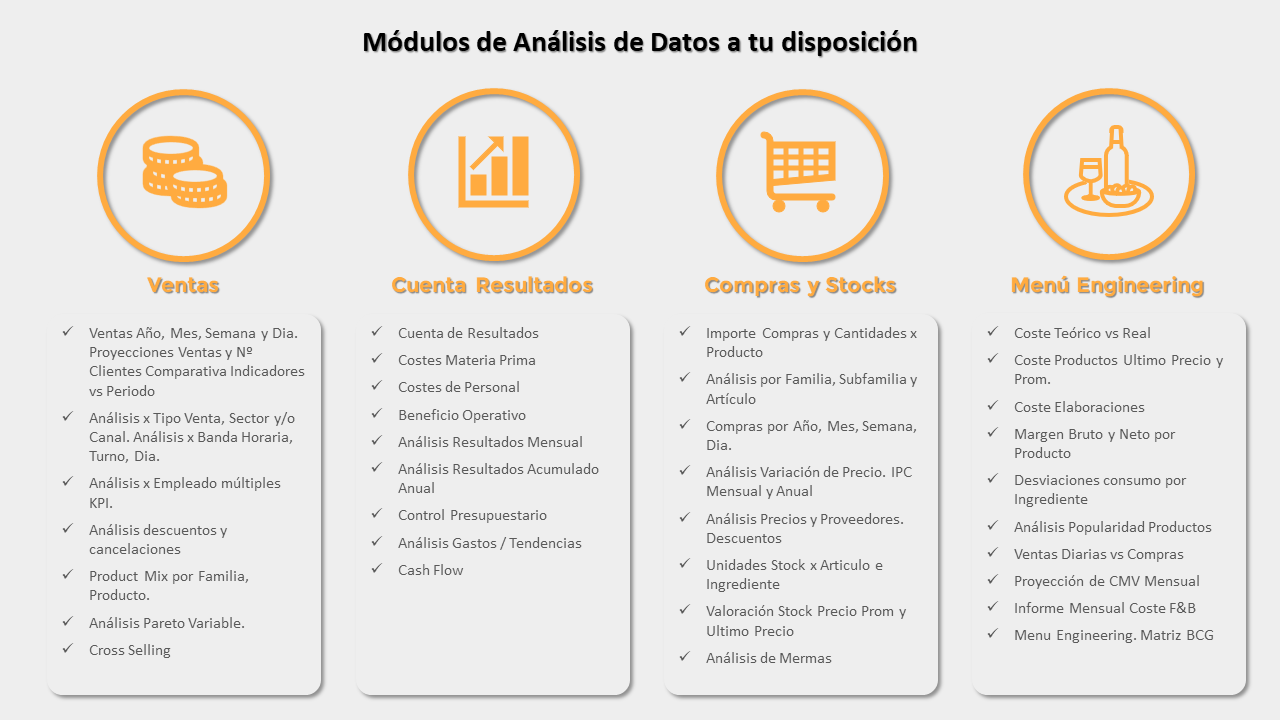 Módulos de Análisis de Datos a tu disposición
Ventas
Ventas Año, Mes, Semana y Dia.
Proyecciones Ventas y Nº
Clientes Comparativa Indicadores
vs Periodo
Análisis x Tipo Venta, Sector y/o
Canal. Análisis x Banda Horaria,
Turno, Dia.
Análisis x Empleado múltiples
KPI.
Análisis descuentos y
cancelaciones
Product Mix por Familia,
Producto.
Análisis Pareto Variable.
Cross Selling
Cuenta Resultados
Cuenta de Resultados
Costes Materia Prima
Costes de Personal
Beneficio Operativo
Análisis Resultados Mensual
Análisis Resultados Acumulado
Anual
Control Presupuestario
Análisis Gastos / Tendencias
Cash Flow
Compras y Stocks
Importe Compras y Cantidades x
Producto
Análisis por Familia, Subfamilia y
Artículo
Compras por Año, Mes, Semana,
Dia.
Análisis Variación de Precio. IPC
Mensual y Anual
Análisis Precios y Proveedores.
Descuentos
Unidades Stock x Articulo e
Ingrediente
Valoración Stock Precio Prom y
Ultimo Precio
Análisis de Mermas
Menú Engineering
Coste Teórico vs Real
Coste Productos Ultimo Precio y
Prom.
Coste Elaboraciones
Margen Bruto y Neto por
Producto
Desviaciones consumo por
Ingrediente
Análisis Popularidad Productos
Ventas Diarias vs Compras
Proyección de CMV Mensual
Informe Mensual Coste F&B
Menu Engineering. Matriz BCG